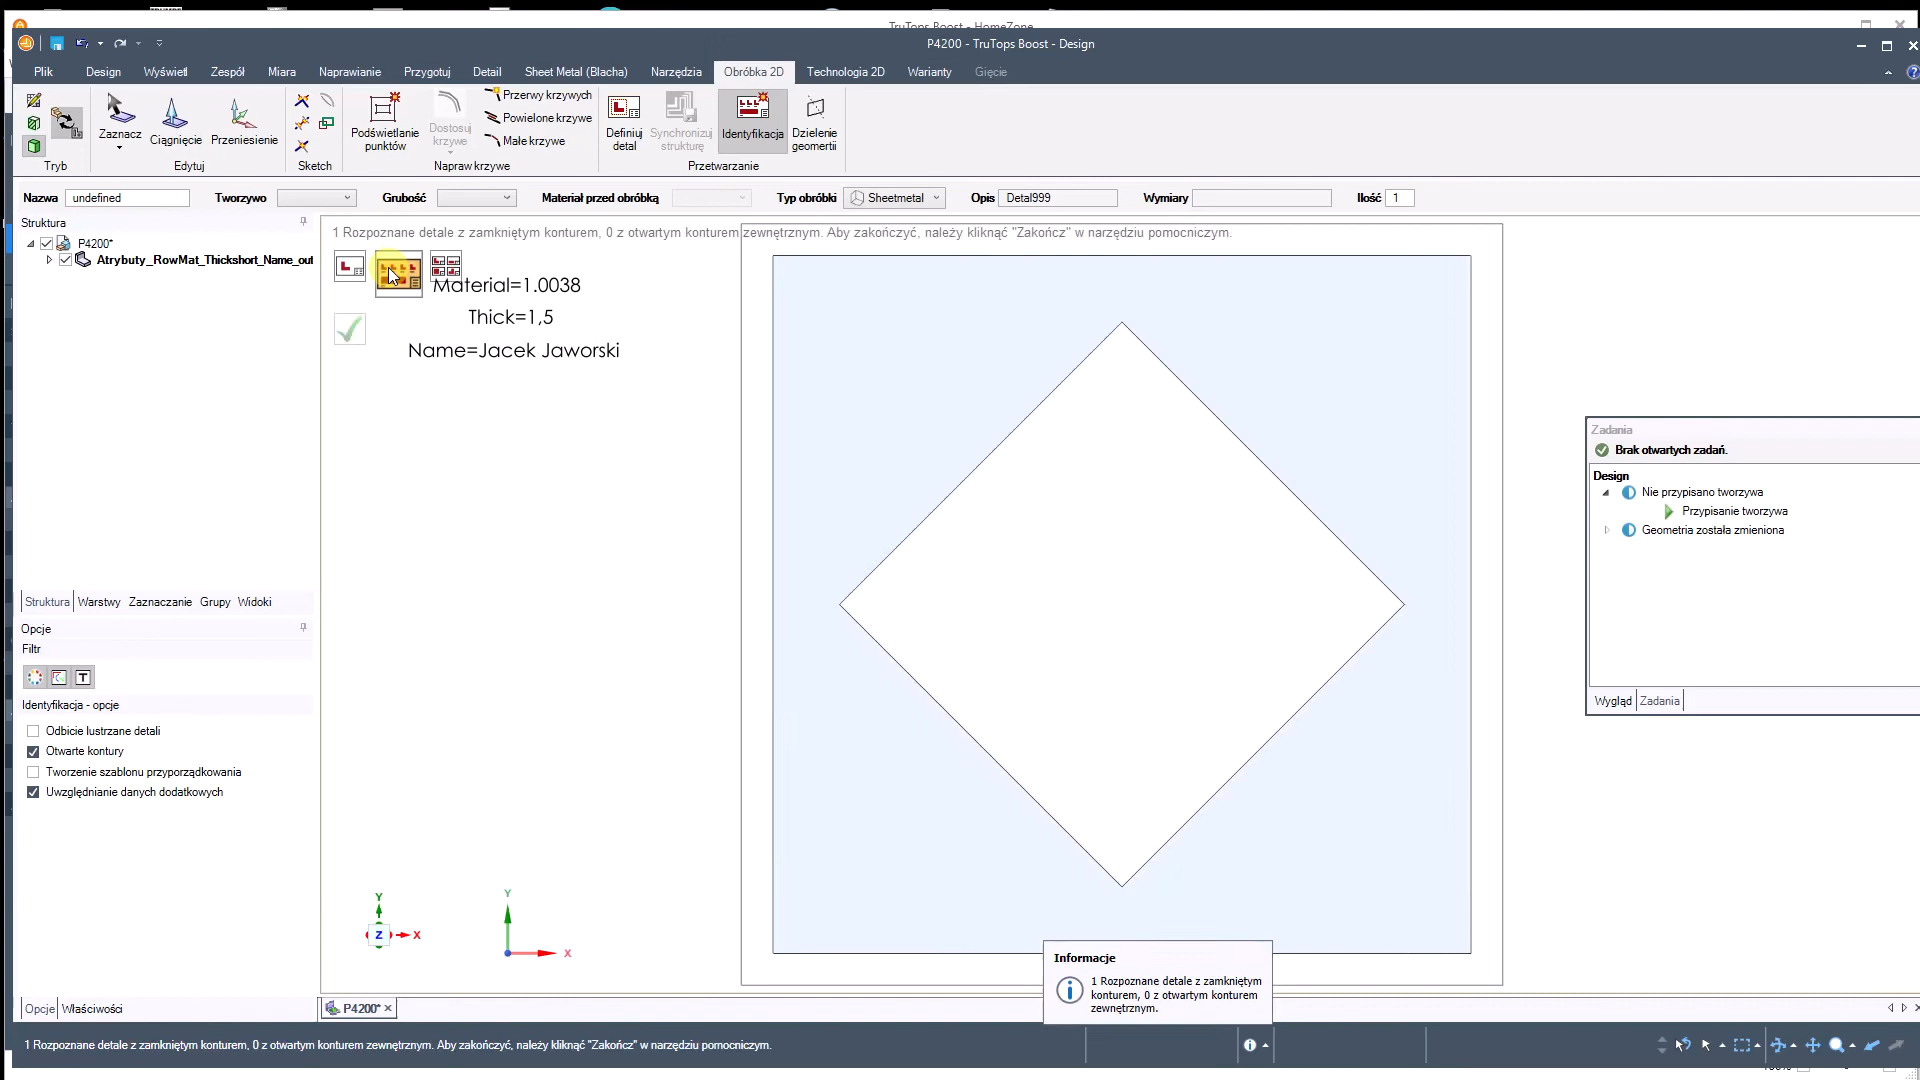 TruTops Boost - HomeZone
P4200 - TruTops Boost - Design
Plik Design Wyświetl Zespół Miara Naprawianie Przygotuj Detail Sheet Metal (Blacha) Narzędzia Obróbka 2D Technologia 2D Warianty Gięcie
Przerwy krzywych
Powielone krzywe
Małe krzywe
Zaznacz Ciągnięcie Przeniesienie
Podświetlanie punktów
Dostosuj krzywe
Definiuj detal
Synchronizuj strukturę
Identyfikacja
Dzielenie geometrii
Tryb Edytuj Sketch Napraw krzywe Przetwarzanie
Nazwa undefined Tworzywo Grubość Materiał przed obróbką Typ obróbki Sheetmetal Opis Detal999 Wymiary Ilość 1
Struktura
P4200*
Atrybuty_RowMat_Thickshort_Name_out
1 Rozpoznane detale z zamkniętym konturem, 0 z otwartym konturem zewnętrznym. Aby zakończyć, należy kliknąć "Zakończ" w narzędziu pomocniczym.
Material=1.0038
Thick=1,5
Name=Jacek Jaworski
Zadania
Brak otwartych zadań.
Design
Nie przypisano tworzywa
Przypisanie tworzywa
Geometria została zmieniona
Wygląd Zadania
Struktura Warstwy Zaznaczanie Grupy Widoki
Opcje
Filtr
Identyfikacja - opcje
Odbicie lustrzane detali
Otwarte kontury
Tworzenie szablonu przyporządkowania
Uwzględnianie danych dodatkowych
Y
Z X
Y
X
Informacje
1 Rozpoznane detale z zamkniętym
konturem, 0 z otwartym konturem
zewnętrznym.
Opcje Właściwości
P4200*
1 Rozpoznane detale z zamkniętym konturem, 0 z otwartym konturem zewnętrznym. Aby zakończyć, należy kliknąć "Zakończ" w narzędziu pomocniczym.